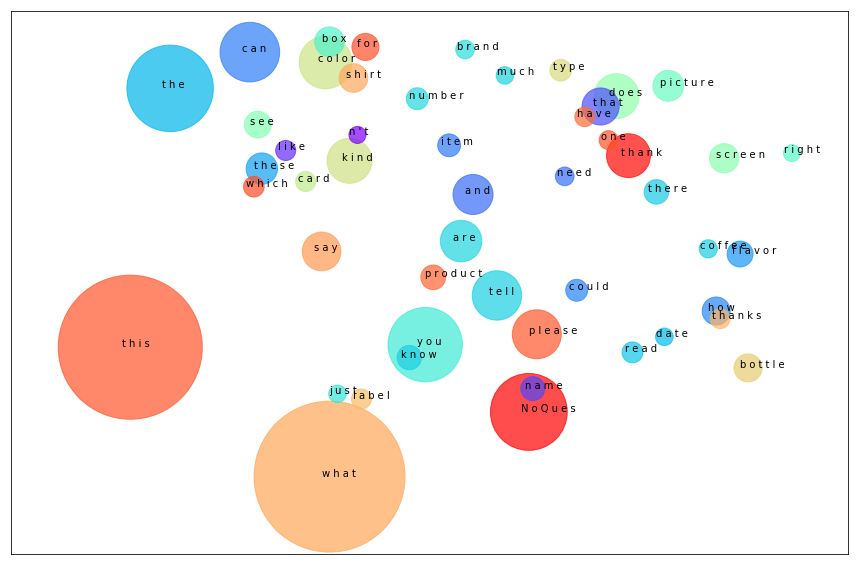 box
for
can
brand
color
much
type
shirt
the
picture
does
number
that
have
see
n't
one
item
like
thank
right
kind
screen
these
need
card
which
there
and
are
say
coffee
flavor
product
could
tell
how
thanks
please
date
this
you
read
know
bottle
name
just
label
NoQues
what